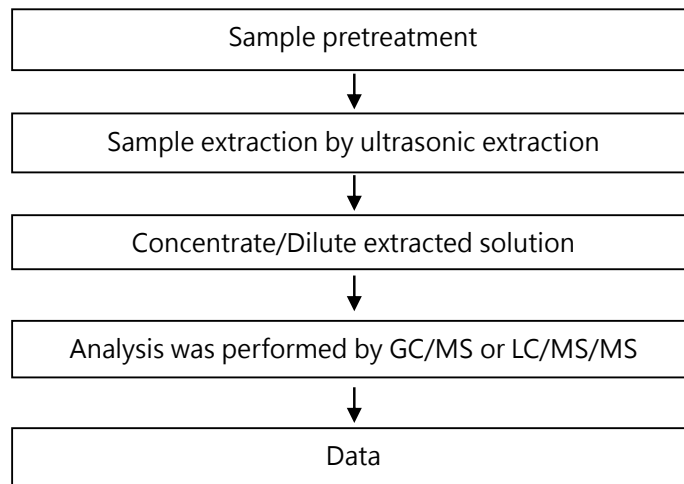 Sample pretreatment
Sample extraction by ultrasonic extraction
Concentrate/Dilute extracted solution
Analysis was performed by GC/MS or LC/MS/MS
Data